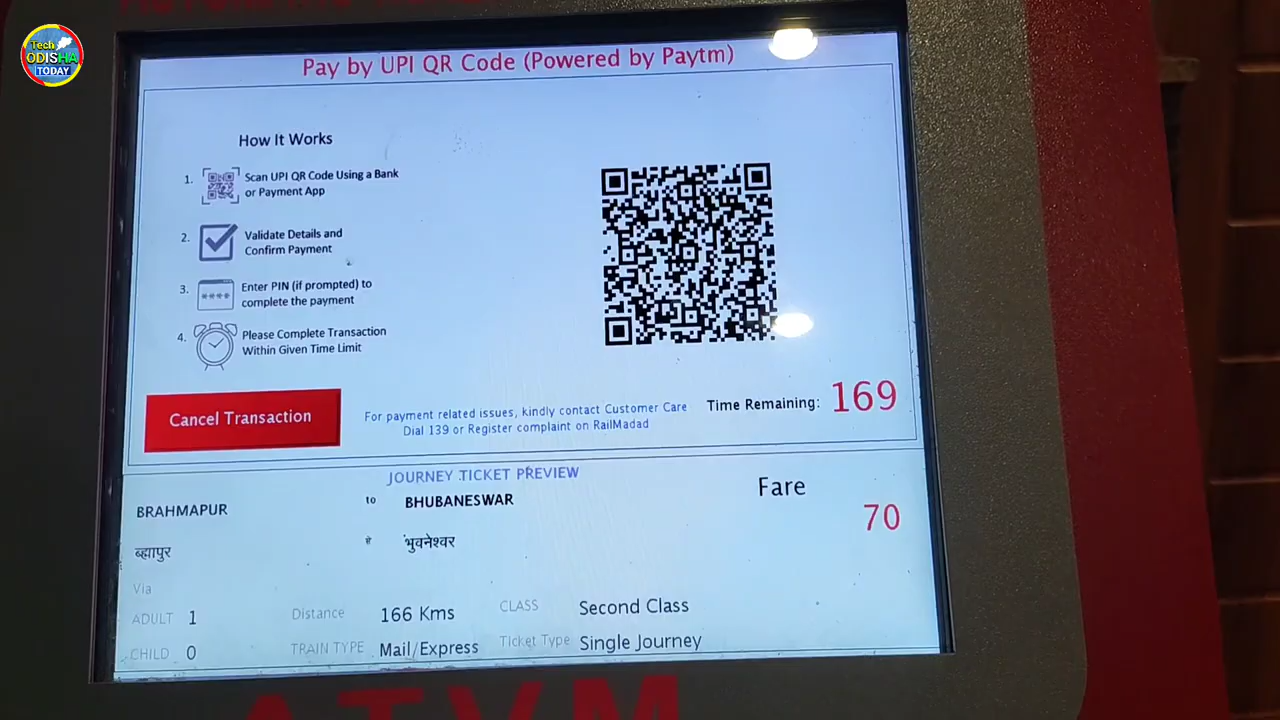 Tech
ODISHA
TODAY
Pay by UPI QR Code (Powered by Paytm)
How It Works
1. Scan UPI QR Code Using a Bank
or Payment App
2. Validate Details and
Confirm Payment
3. Enter PIN (if prompted) to
complete the payment
4. Please Complete Transaction
Within Given Time Limit
Cancel Transaction
For payment related issues, kindly contact Customer Care
Dial 139 or Register complaint on RailMadad
Time Remaining: 169
JOURNEY TICKET PREVIEW
BRAHMAPUR to BHUBANESWAR
Fare
70
ब्ह्मापुर से भुवनेश्वर
Via
ADULT 1 Distance 166 Kms CLASS Second Class
CHILD 0 TRAIN TYPE Mail/Express Ticket Type Single Journey
ATVM